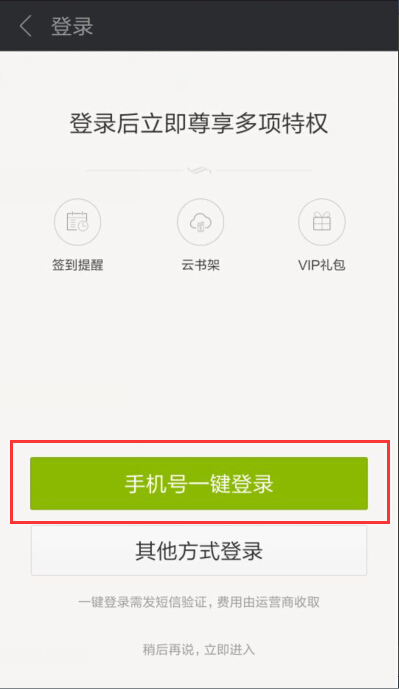 登录
登录后立即尊享多项特权
签到提醒 云书架 VIP礼包
手机号一键登录
其他方式登录
一键登录需发短信验证，费用由运营商收取
稍后再说，立即进入